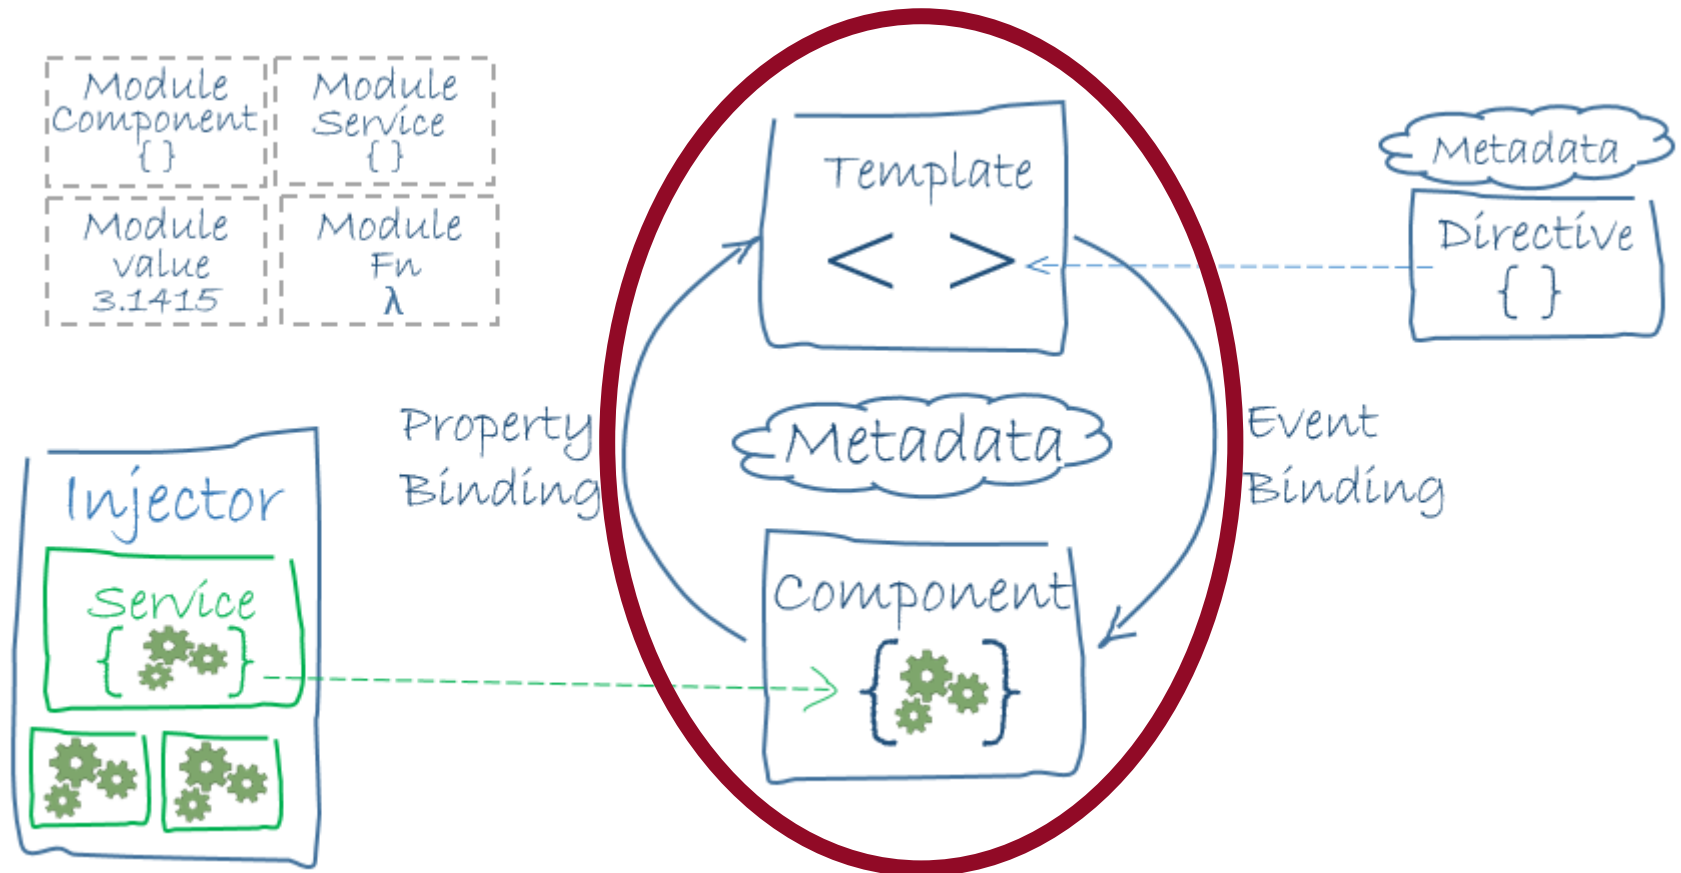 Module
Component
{ }
Module
Service
{ }
Module
value
3.1415
Module
Fn
λ
Template
< >
Metadata
Directive
{ }
Property
Binding
Metadata
Event
Binding
Injector
Service
{ }
Component
{ }